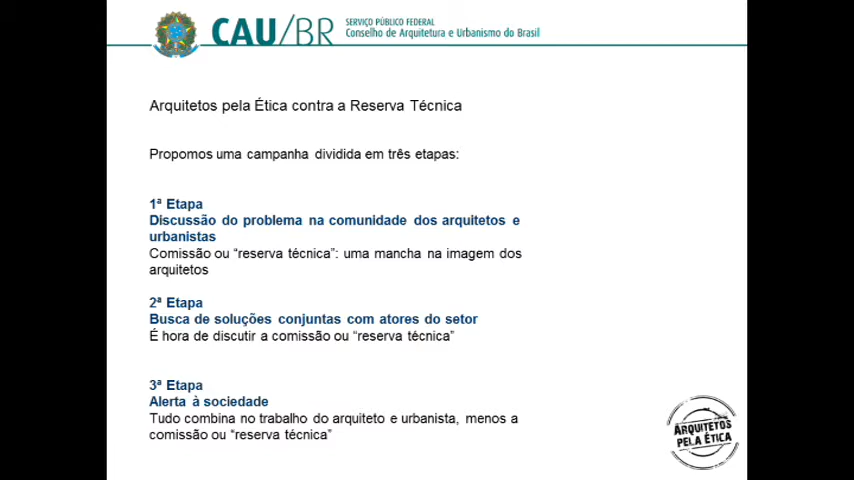 CAU/BR
SERVIÇO PÚBLICO FEDERAL
Conselho de Arquitetura e Urbanismo do Brasil
Arquitetos pela Ética contra a Reserva Técnica
Propomos uma campanha dividida em três etapas:
1ª Etapa
Discussão do problema na comunidade dos arquitetos e
urbanistas
Comissão ou “reserva técnica”: uma mancha na imagem dos
arquitetos
2ª Etapa
Busca de soluções conjuntas com atores do setor
É hora de discutir a comissão ou “reserva técnica”
3ª Etapa
Alerta à sociedade
Tudo combina no trabalho do arquiteto e urbanista, menos a
comissão ou “reserva técnica”
ARQUITETOS
PELA ÉTICA